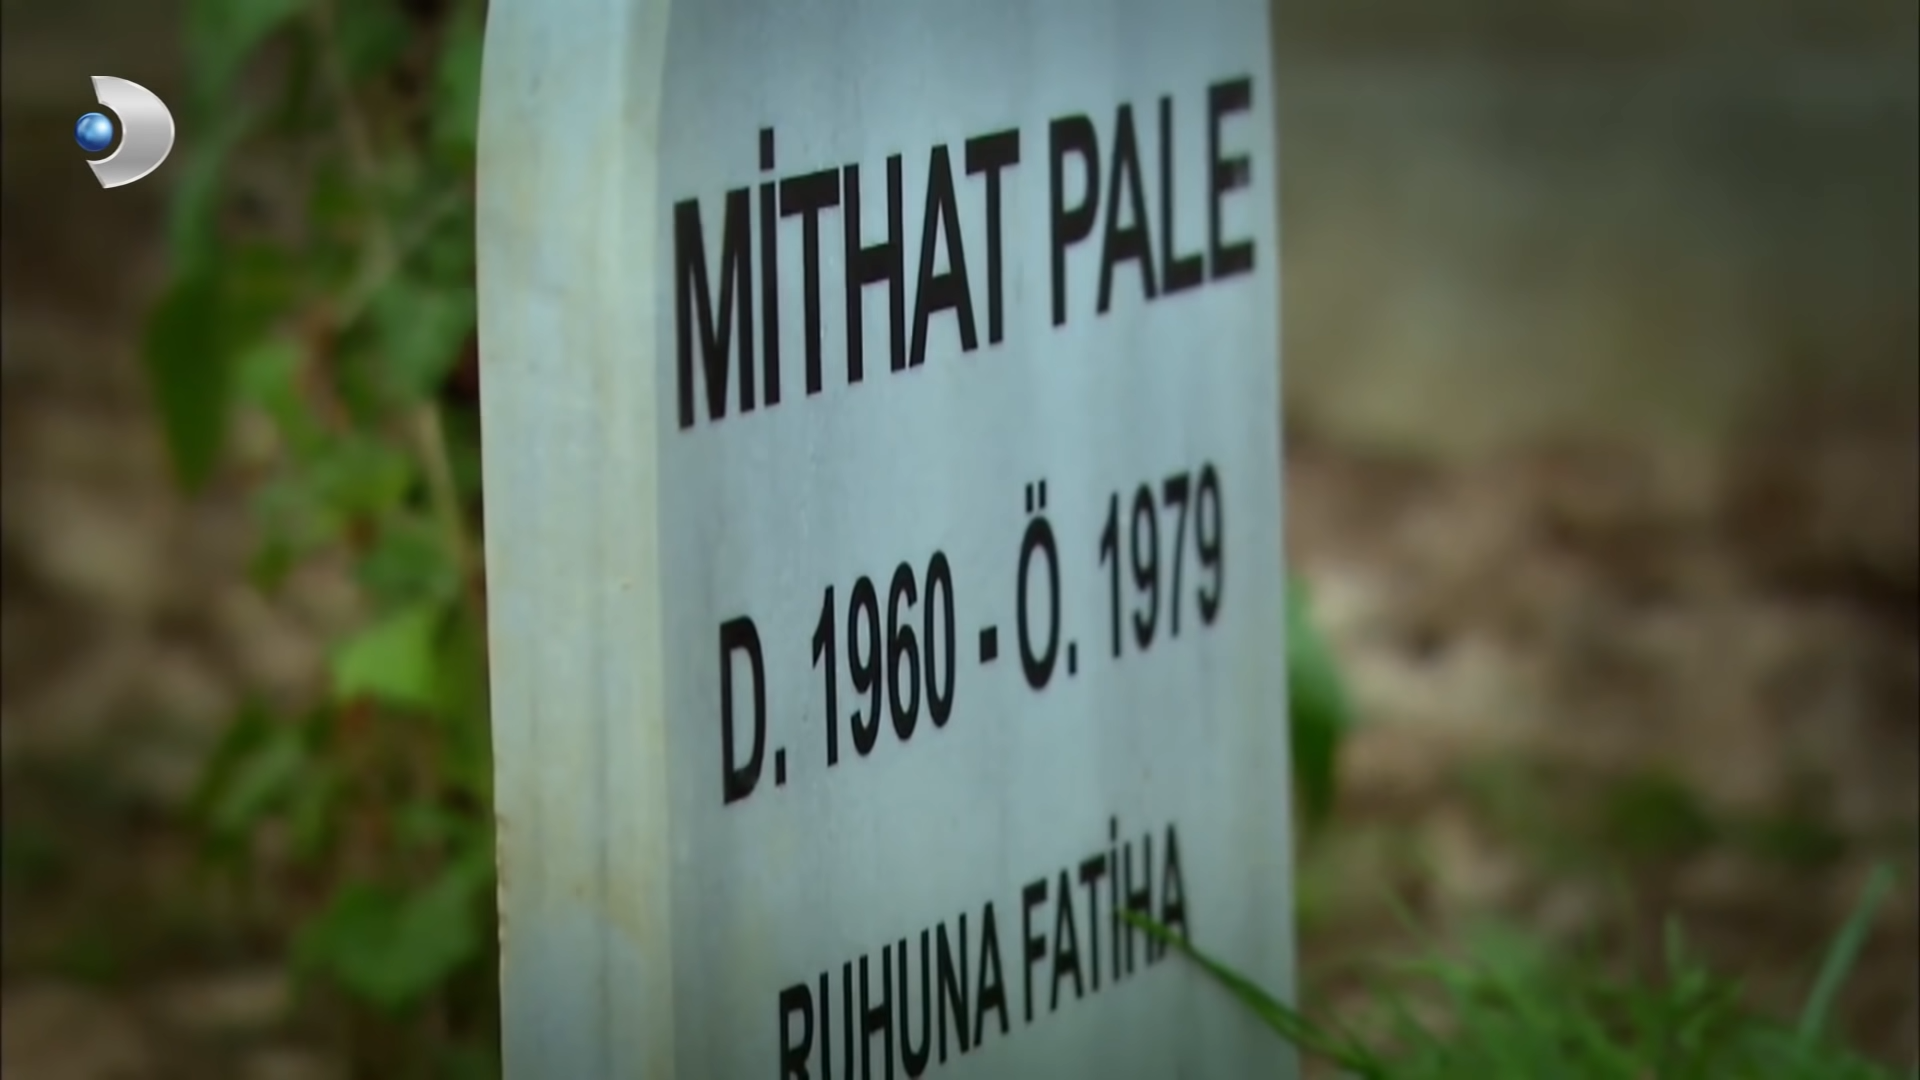 MİTHAT PALE
D. 1960 - Ö. 1979
RUHUNA FATİHA